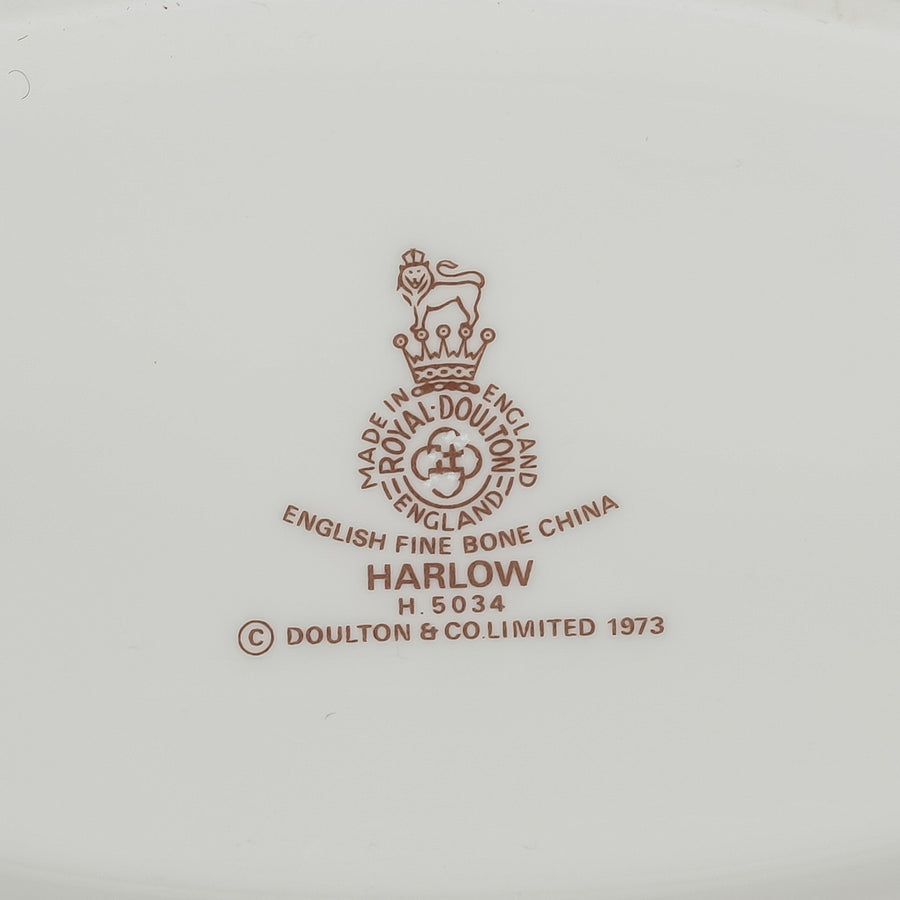 MADE IN ENGLAND
ROYAL·DOULTON
ENGLAND
ENGLISH FINE BONE CHINA
HARLOW
H. 5034
© DOULTON & CO. LIMITED 1973